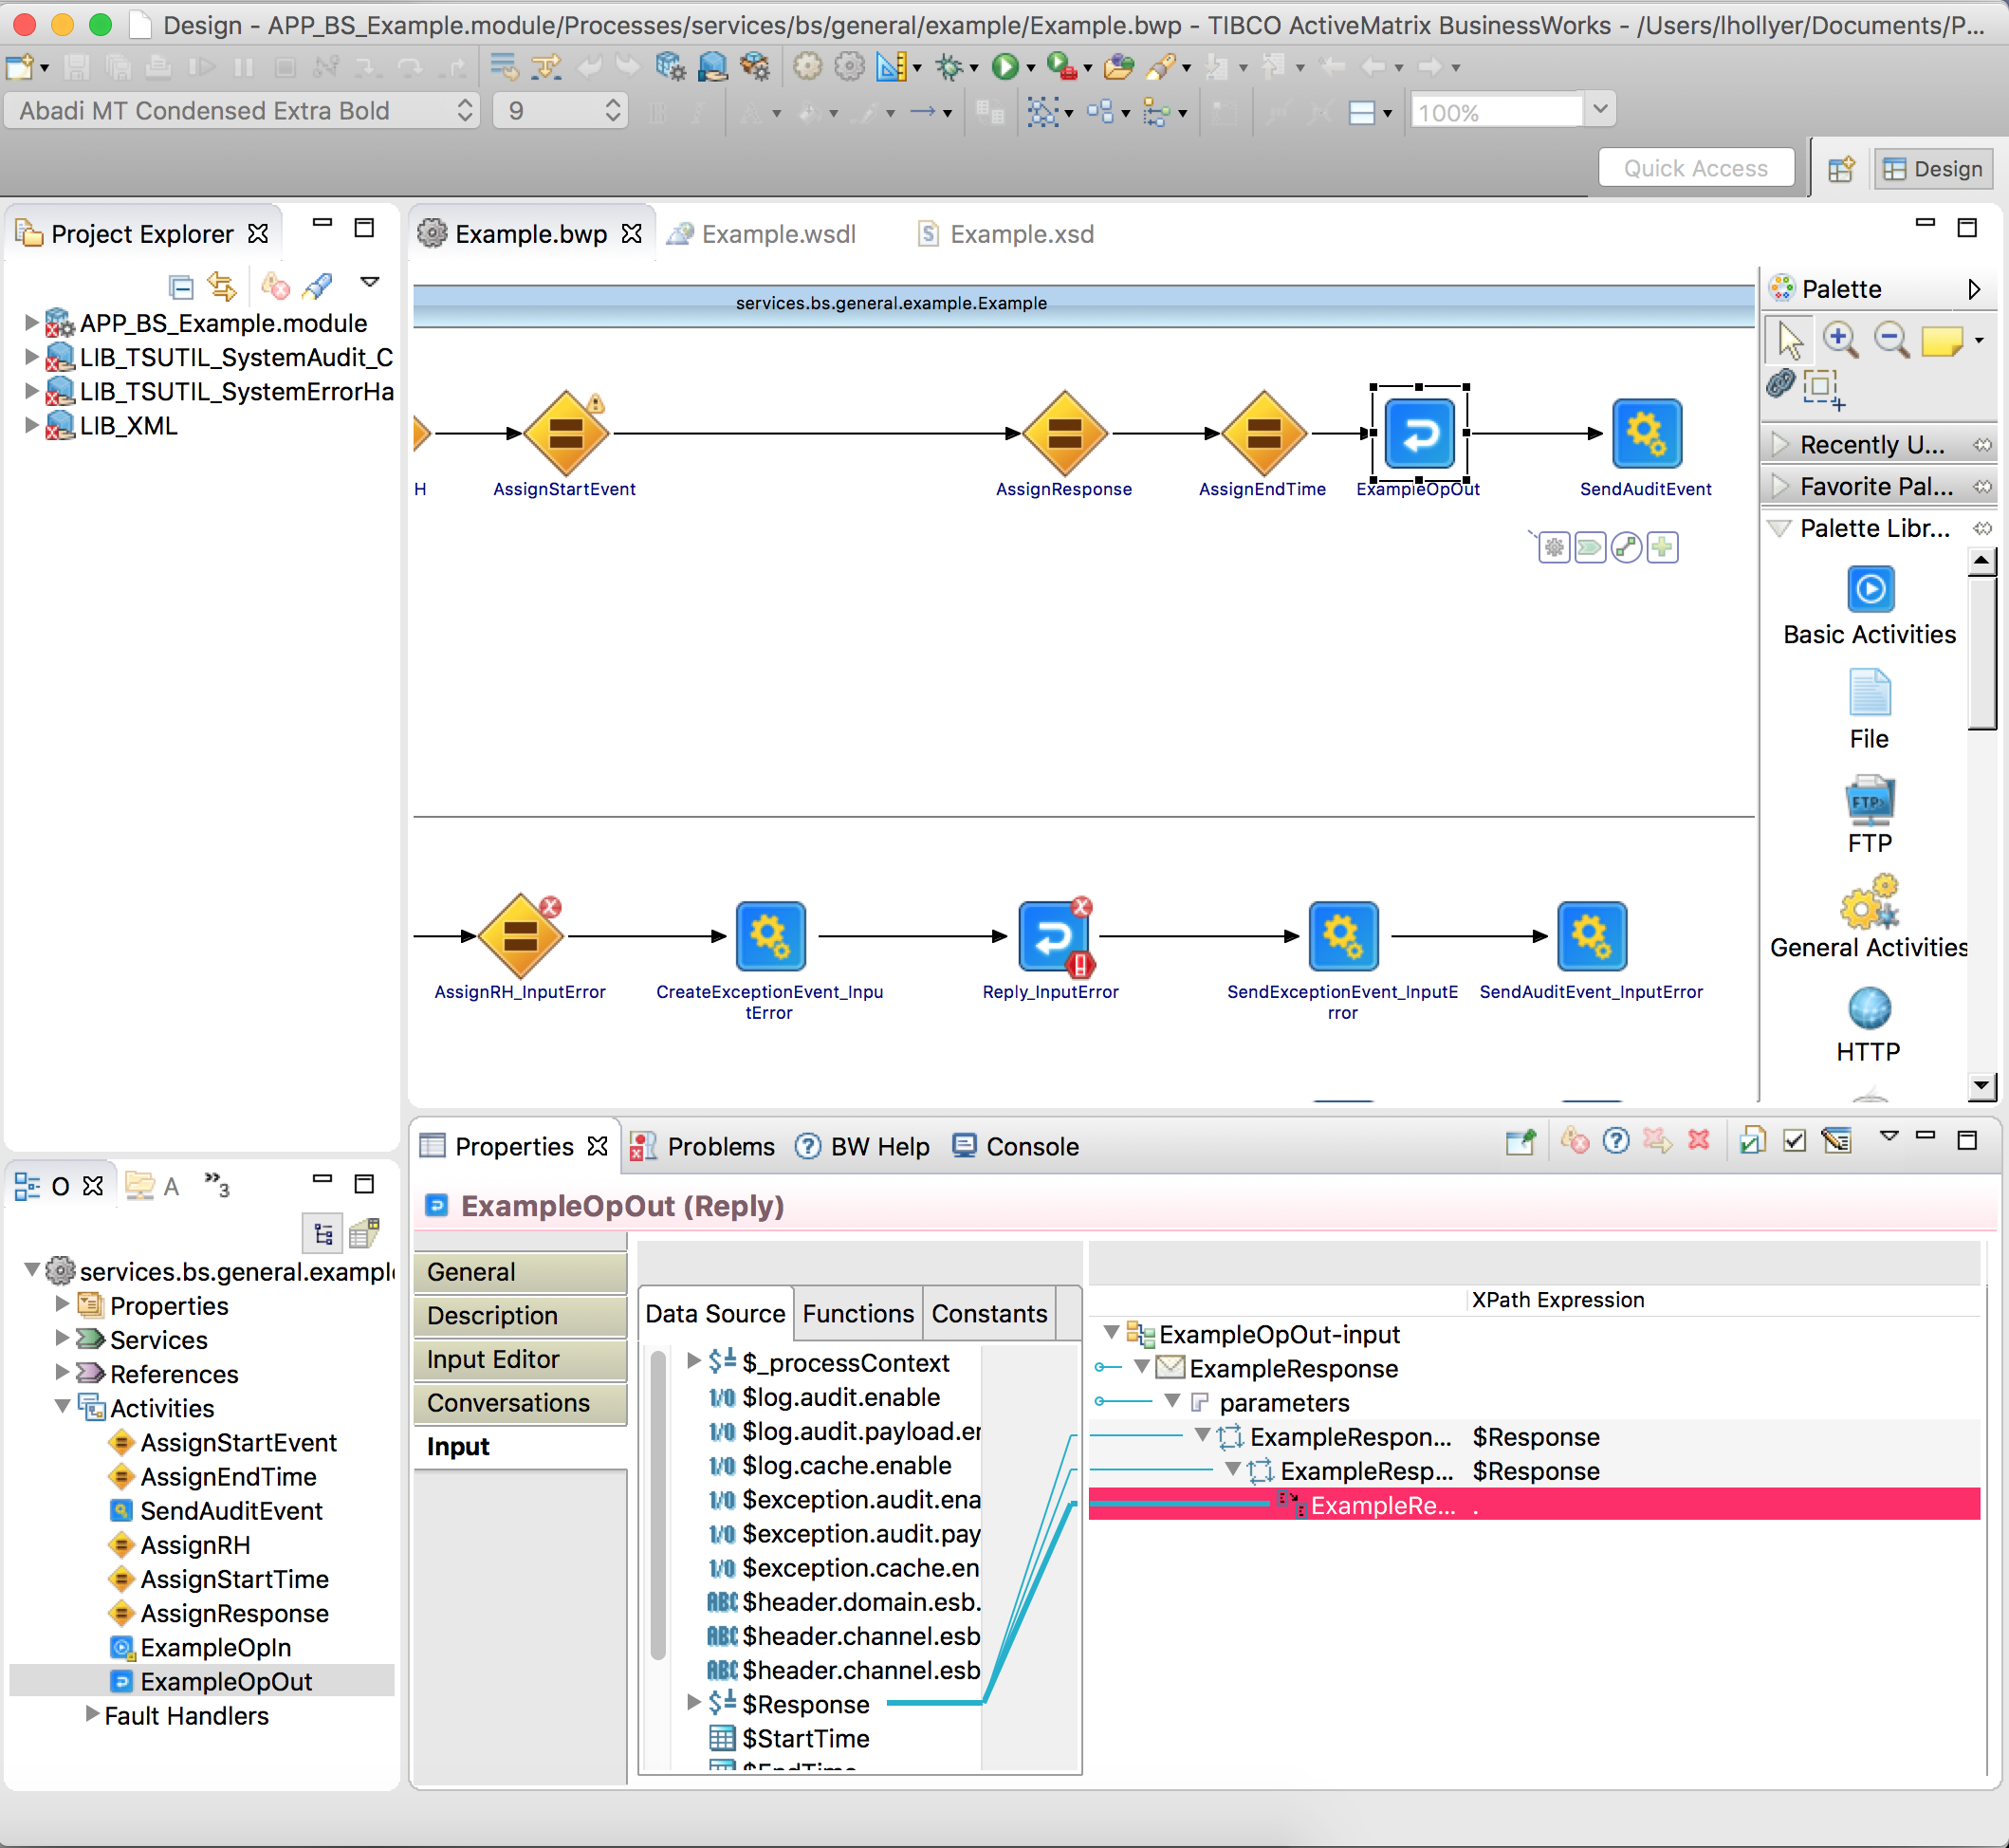 Design - APP_BS_Example.module/Processes/services/bs/general/example/Example.bwp - TIBCO ActiveMatrix BusinessWorks - /Users/lhollyer/Documents/P...
Abadi MT Condensed Extra Bold
9
100%
Quick Access
Design
Project Explorer
APP_BS_Example.module
LIB_TSUTIL_SystemAudit_C
LIB_TSUTIL_SystemErrorHa
LIB_XML
Example.bwp
Example.wsdl
Example.xsd
services.bs.general.example.Example
H
AssignStartEvent
AssignResponse
AssignEndTime
ExampleOpOut
SendAuditEvent
AssignRH_InputError
CreateExceptionEvent_Inpu
tError
Reply_InputError
SendExceptionEvent_InputE
rror
SendAuditEvent_InputError
Palette
Recently U...
Favorite Pal...
Palette Libr...
Basic Activities
File
FTP
FTP
General Activities
HTTP
O
A
»3
services.bs.general.exampl
Properties
Services
References
Activities
AssignStartEvent
AssignEndTime
SendAuditEvent
AssignRH
AssignStartTime
AssignResponse
ExampleOpIn
ExampleOpOut
Fault Handlers
Properties
Problems
BW Help
Console
ExampleOpOut (Reply)
General
Description
Input Editor
Conversations
Input
Data Source
Functions
Constants
$_processContext
$log.audit.enable
$log.audit.payload.er
$log.cache.enable
$exception.audit.ena
$exception.audit.pay
$exception.cache.en
$header.domain.esb.
$header.channel.esb
$header.channel.esb
$Response
$StartTime
$EndTime
XPath Expression
ExampleOpOut-input
ExampleResponse
parameters
ExampleRespon... $Response
ExampleResp... $Response
ExampleRe... .